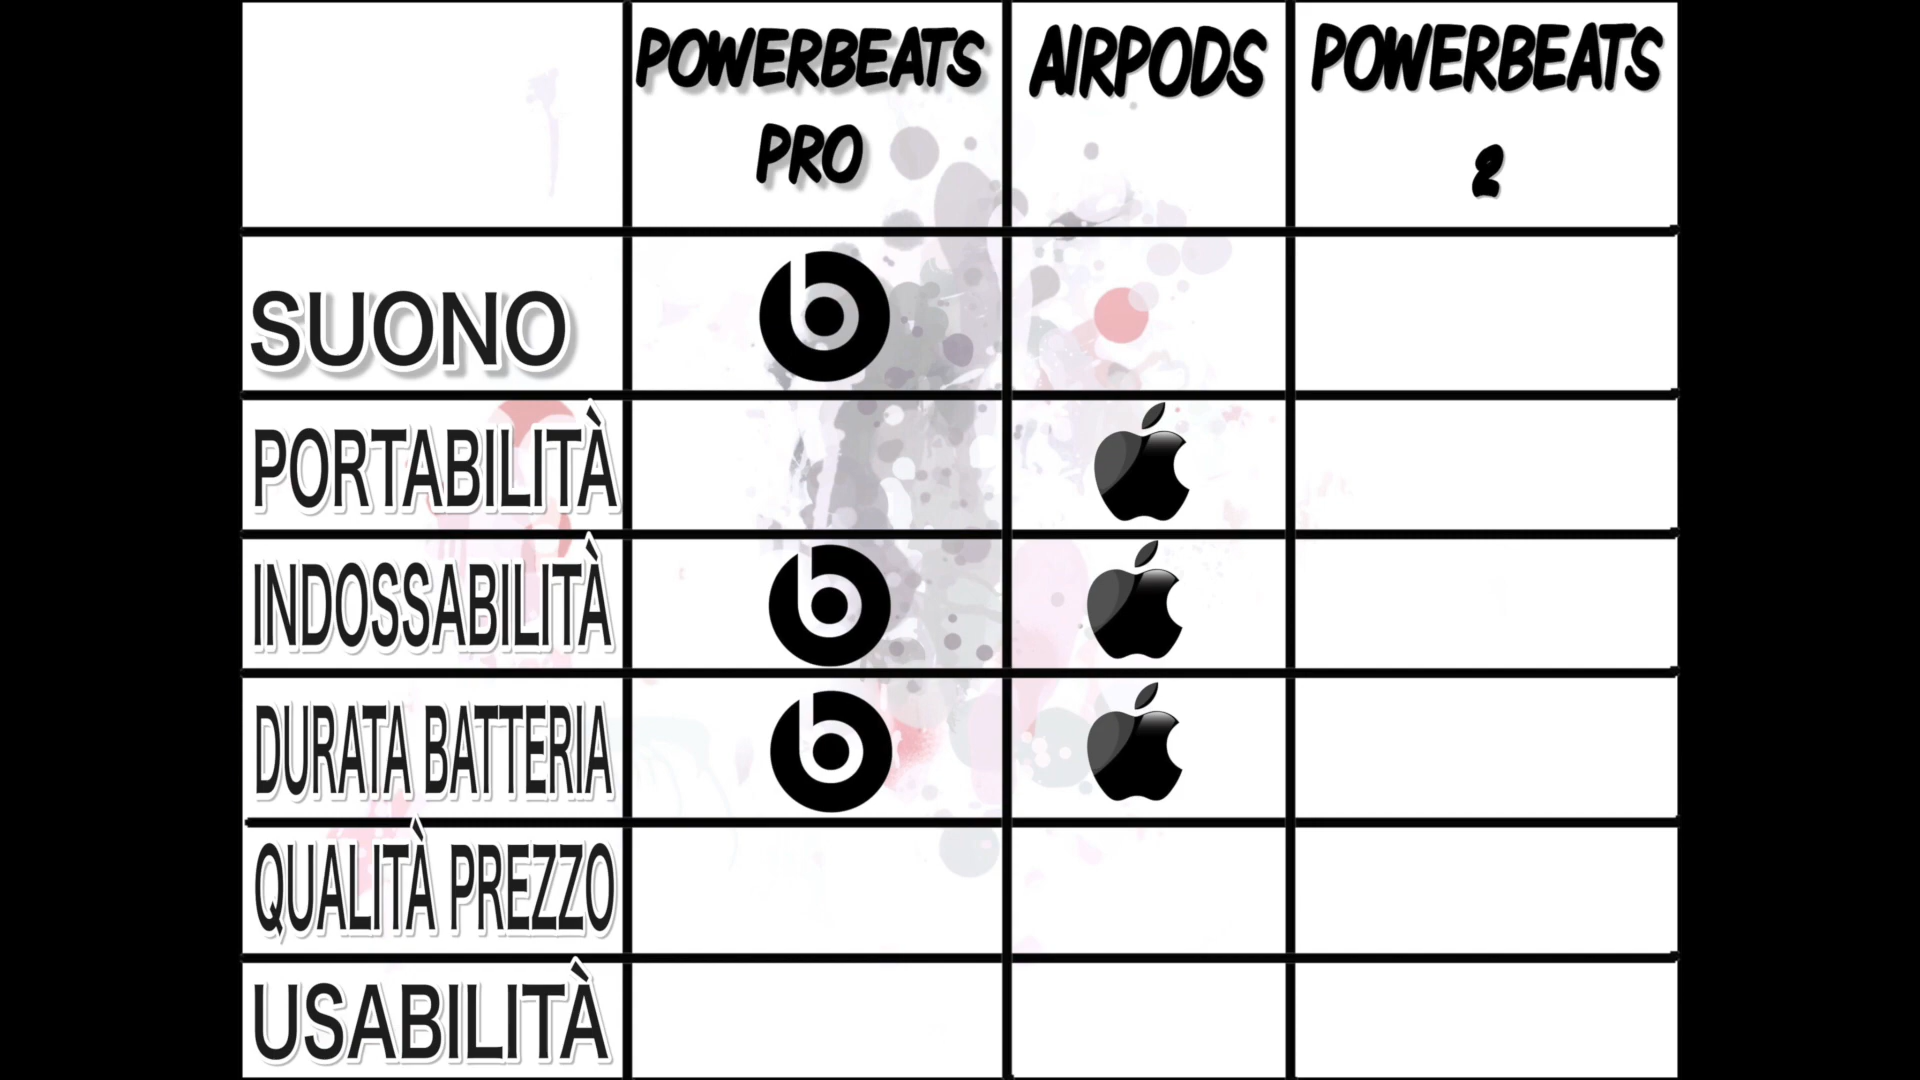 POWERBEATS PRO
AIRPODS
POWERBEATS 2
SUONO
PORTABILITÀ
INDOSSABILITÀ
DURATA BATTERIA
QUALITÀ PREZZO
USABILITÀ